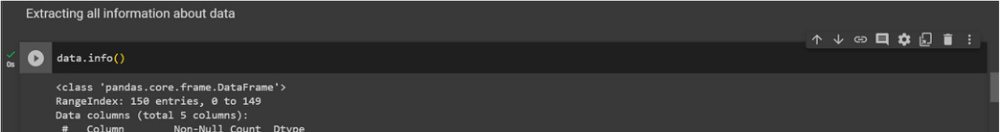 Extracting all information about data
0s
data.info()
<class 'pandas.core.frame.DataFrame'>
RangeIndex: 150 entries, 0 to 149
Data columns (total 5 columns):
#   Column        Non-Null Count  Dtype